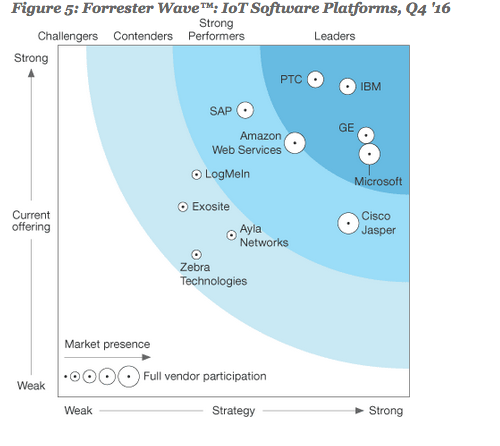 Figure 5: Forrester Wave™: IoT Software Platforms, Q4 '16
Challengers
Contenders
Strong
Performers
Leaders
Strong
PTC
IBM
SAP
GE
Amazon
Web Services
Microsoft
LogMeIn
Exosite
Cisco
Jasper
Current
offering
Ayla
Networks
Zebra
Technologies
Market presence
Full vendor participation
Weak
Weak
Strategy
Strong